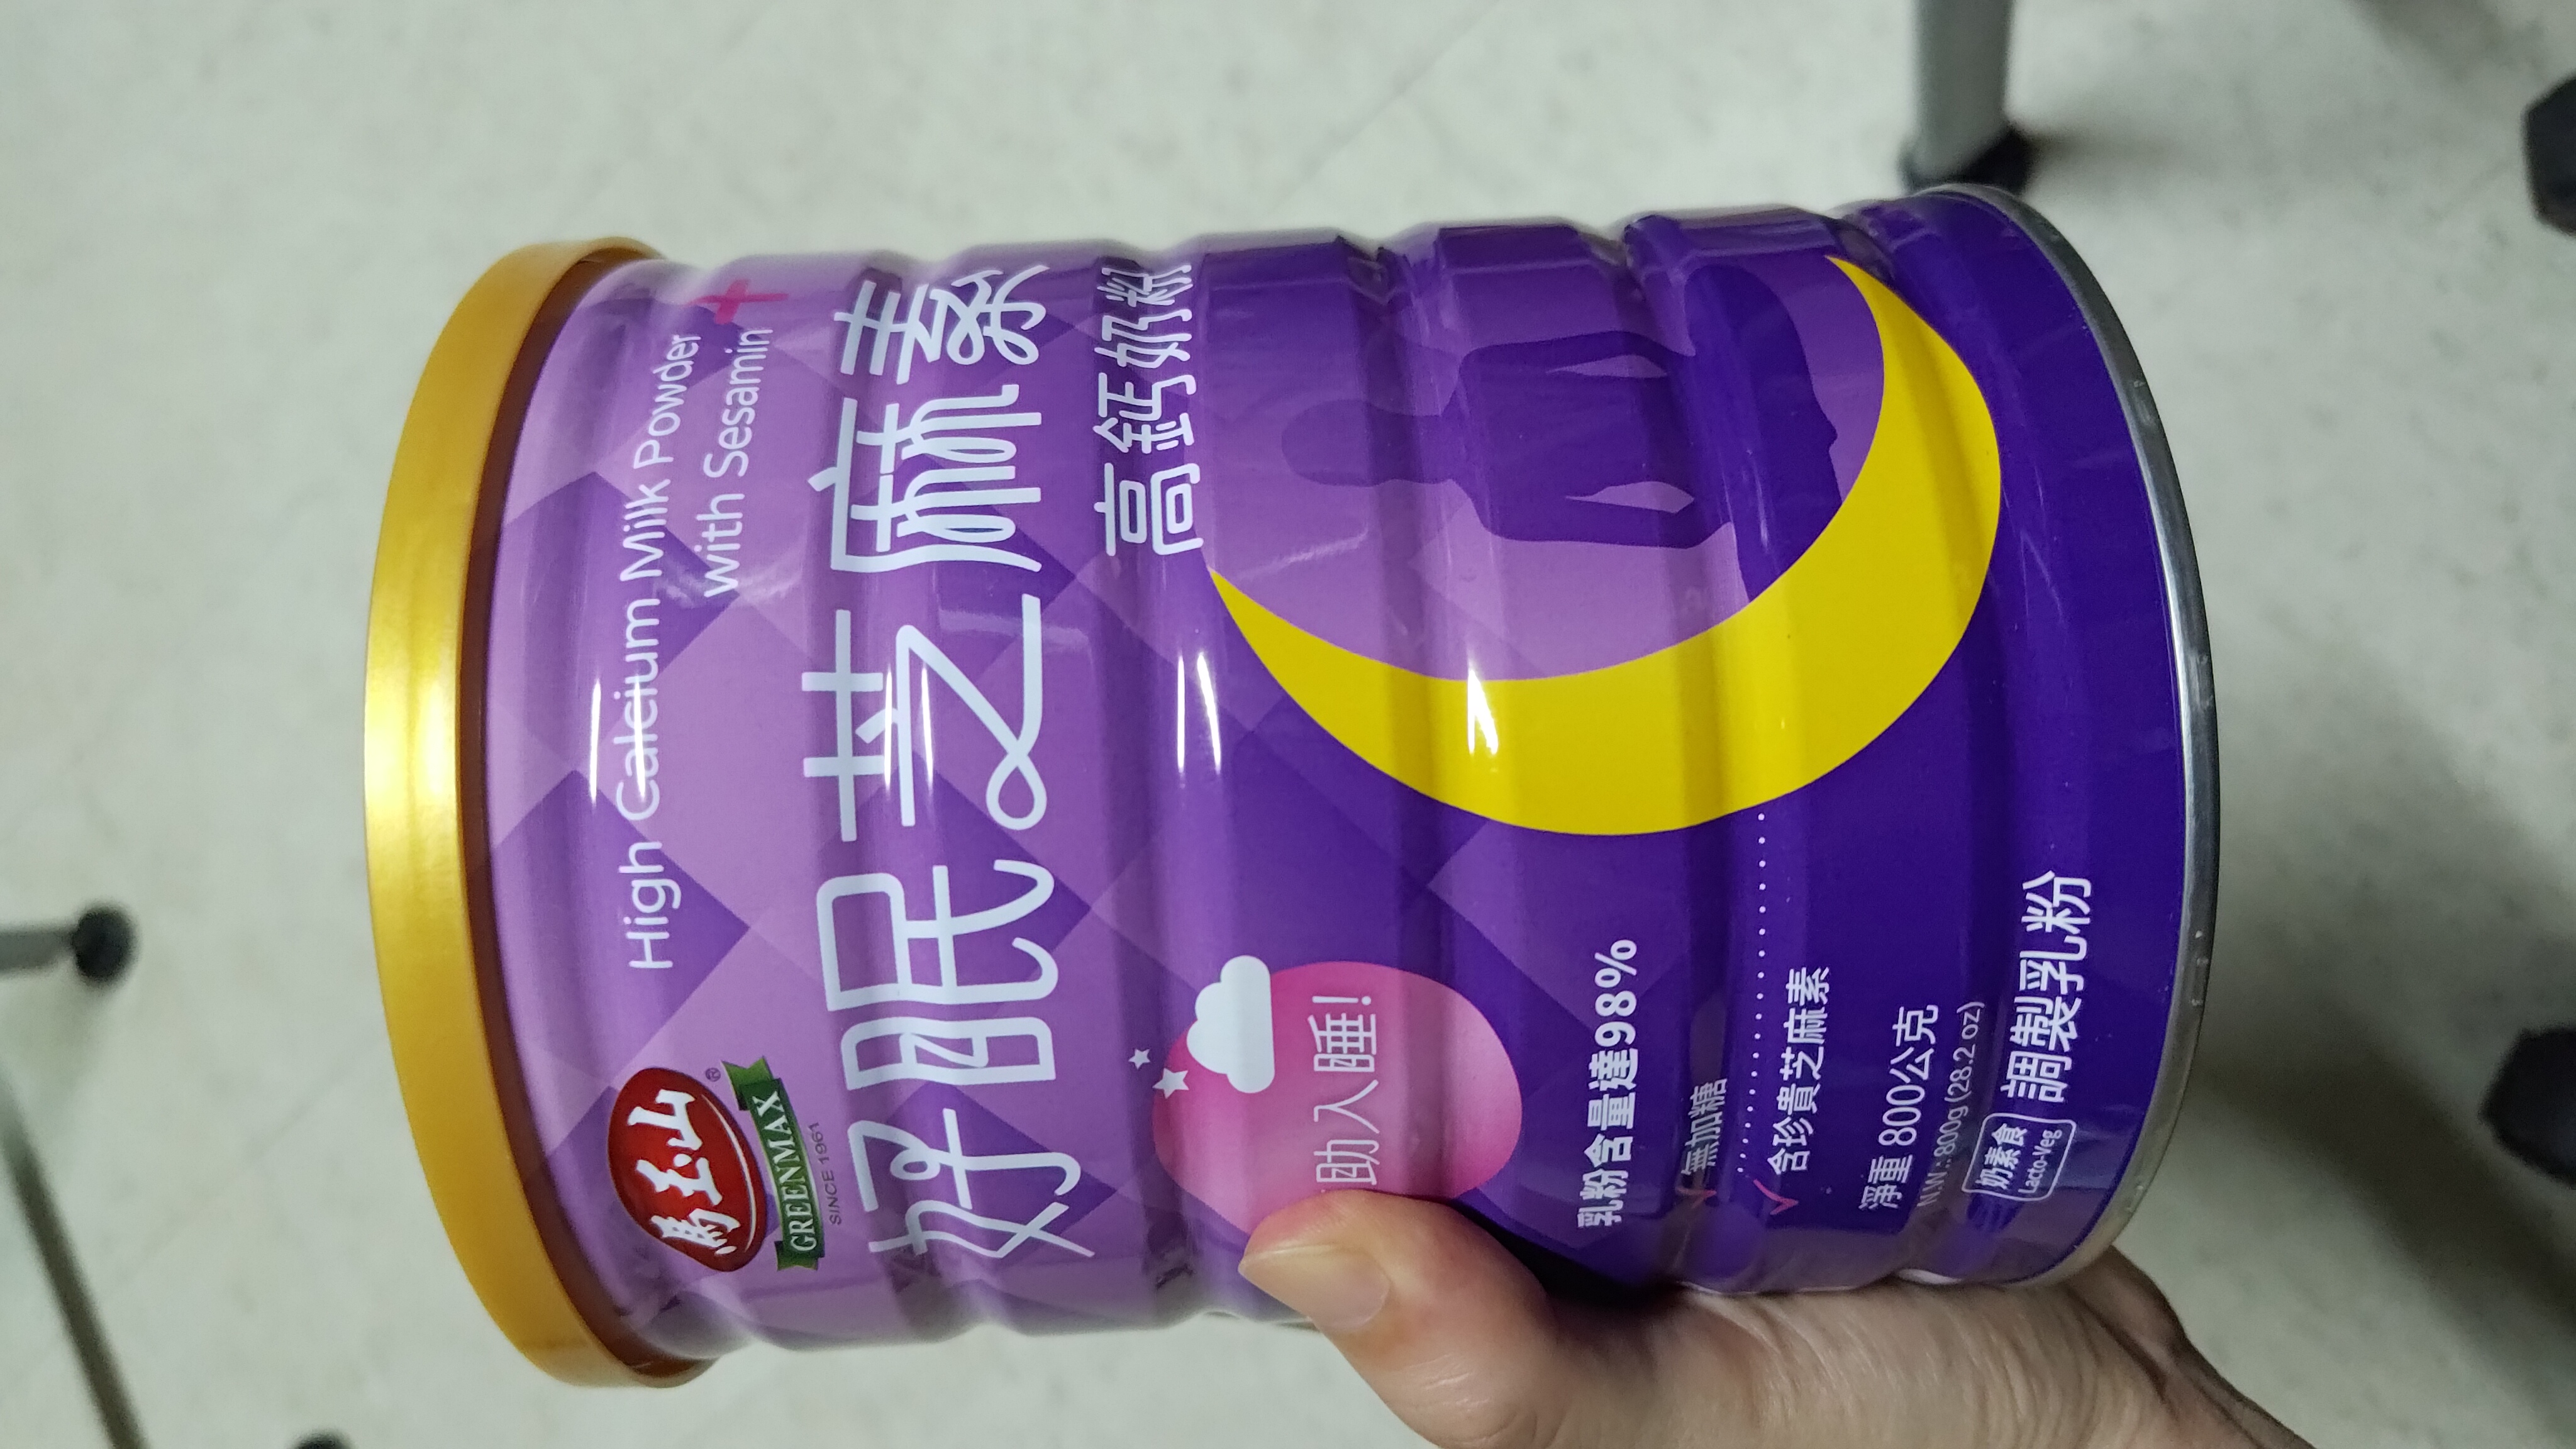 馬玉山®
GREENMAX
SINCE 1961
High Calcium Milk Powder
with Sesamin+
好眠芝麻素
高鈣奶粉
助入睡!
乳粉含量達98%
無加糖
含珍貴芝麻素
淨重 800公克
N.W.:800g (28.2 oz)
奶素食
Lacto-Veg
調製乳粉